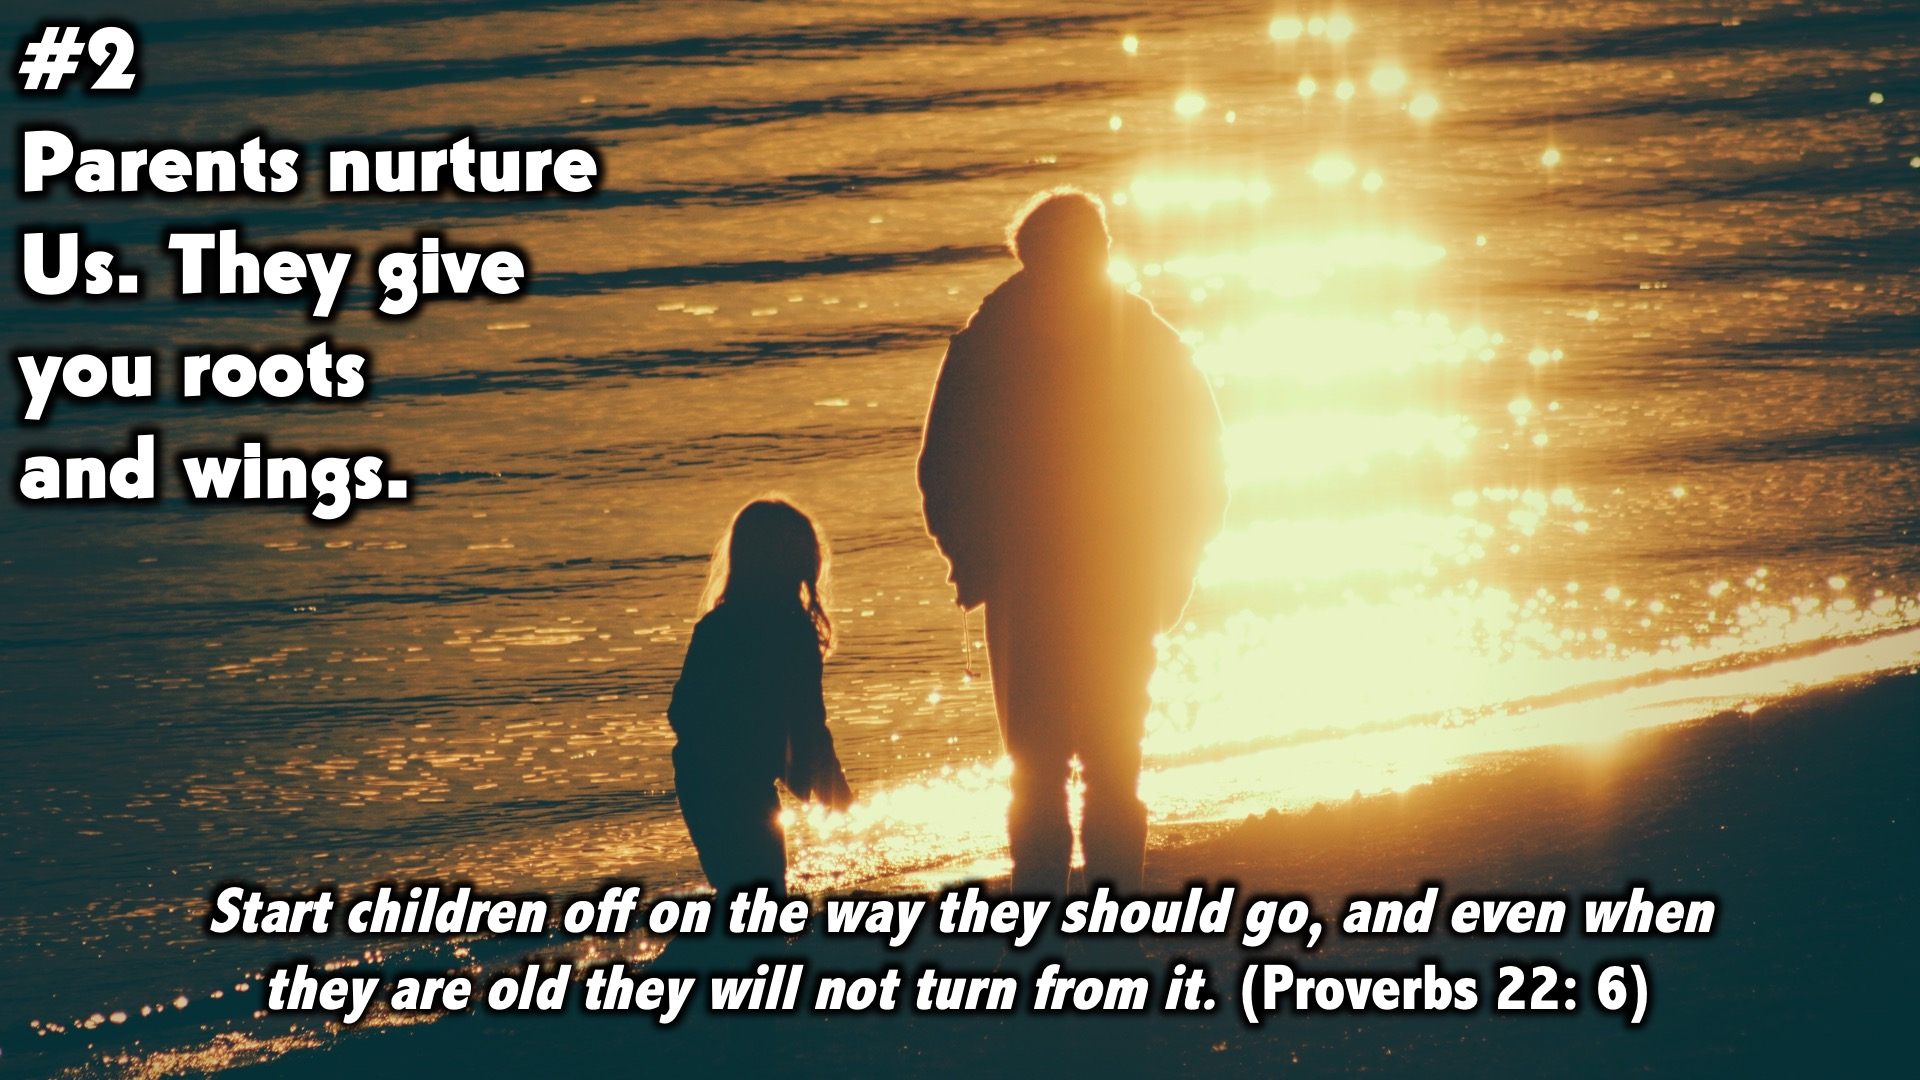 #2
Parents nurture
Us. They give
you roots
and wings.
Start children off on the way they should go, and even when
they are old they will not turn from it. (Proverbs 22: 6)